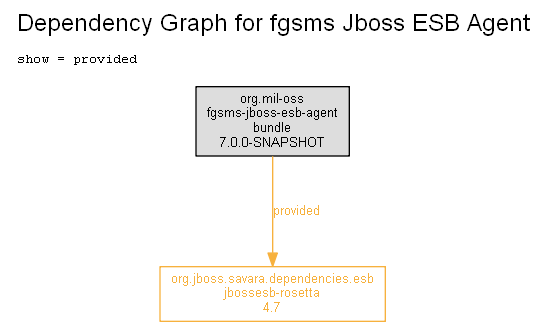 Dependency Graph for fgsms Jboss ESB Agent
show = provided
org.mil-oss
fgsms-jboss-esb-agent
bundle
7.0.0-SNAPSHOT
provided
org.jboss.savara.dependencies.esb
jbossesb-rosetta
4.7